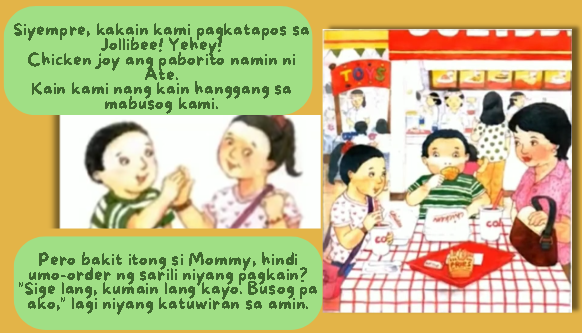 Siyempre, kakain kami pagkatapos sa
Jollibee! Yehey!
Chicken joy ang paborito namin ni
Ate.
Kain kami nang kain hanggang sa
mabusog kami.
Pero bakit itong si Mommy, hindi
umo-order ng sarili niyang pagkain?
"Sige lang, kumain lang kayo. Busog pa
ako," lagi niyang katuwiran sa amin.
TOYS